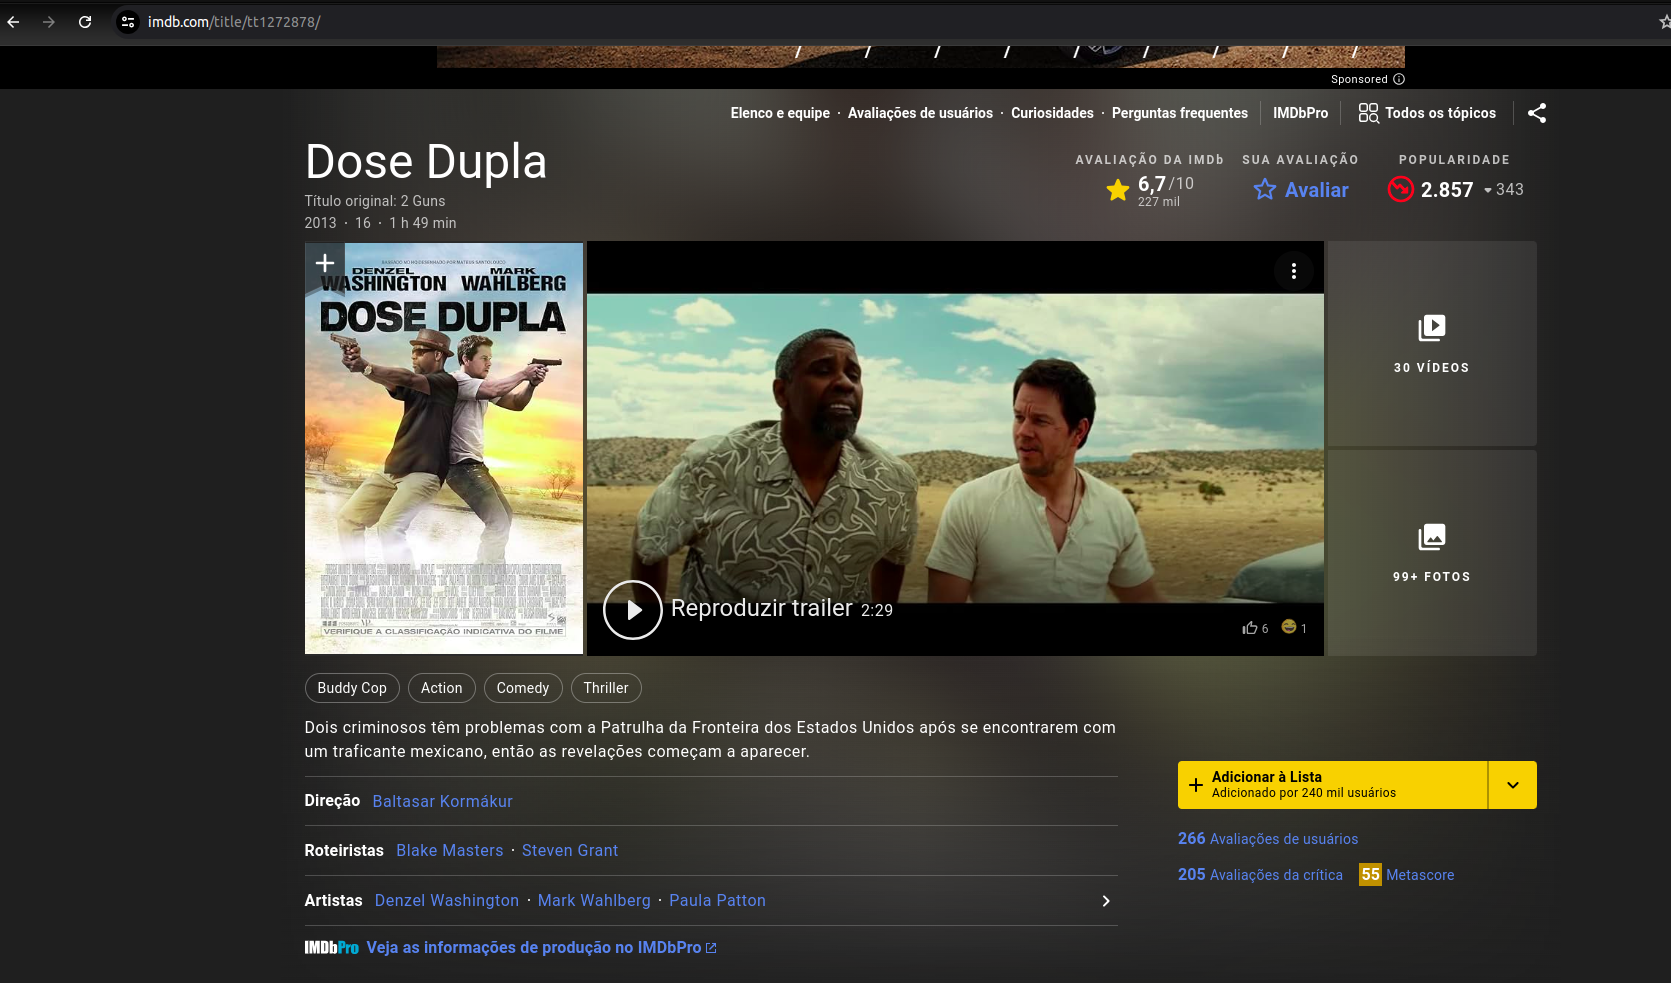 imdb.com/title/tt1272878/
Sponsored
Elenco e equipe · Avaliações de usuários · Curiosidades · Perguntas frequentes IMDbPro Todos os tópicos
Dose Dupla
Título original: 2 Guns
2013 · 16 · 1 h 49 min
AVALIAÇÃO DA IMDb
6,7/10
227 mil
SUA AVALIAÇÃO
Avaliar
POPULARIDADE
2.857 343
DENZEL WASHINGTON
MARK WAHLBERG
DOSE DUPLA
VERIFIQUE A CLASSIFICAÇÃO INDICATIVA DO FILME
Reproduzir trailer 2:29
6 1
30 VÍDEOS
99+ FOTOS
Buddy Cop Action Comedy Thriller
Dois criminosos têm problemas com a Patrulha da Fronteira dos Estados Unidos após se encontrarem com
um traficante mexicano, então as revelações começam a aparecer.
Direção Baltasar Kormákur
Roteiristas Blake Masters · Steven Grant
Artistas Denzel Washington · Mark Wahlberg · Paula Patton
IMDbPro Veja as informações de produção no IMDbPro
Adicionar à Lista
Adicionado por 240 mil usuários
266 Avaliações de usuários
205 Avaliações da crítica 55 Metascore